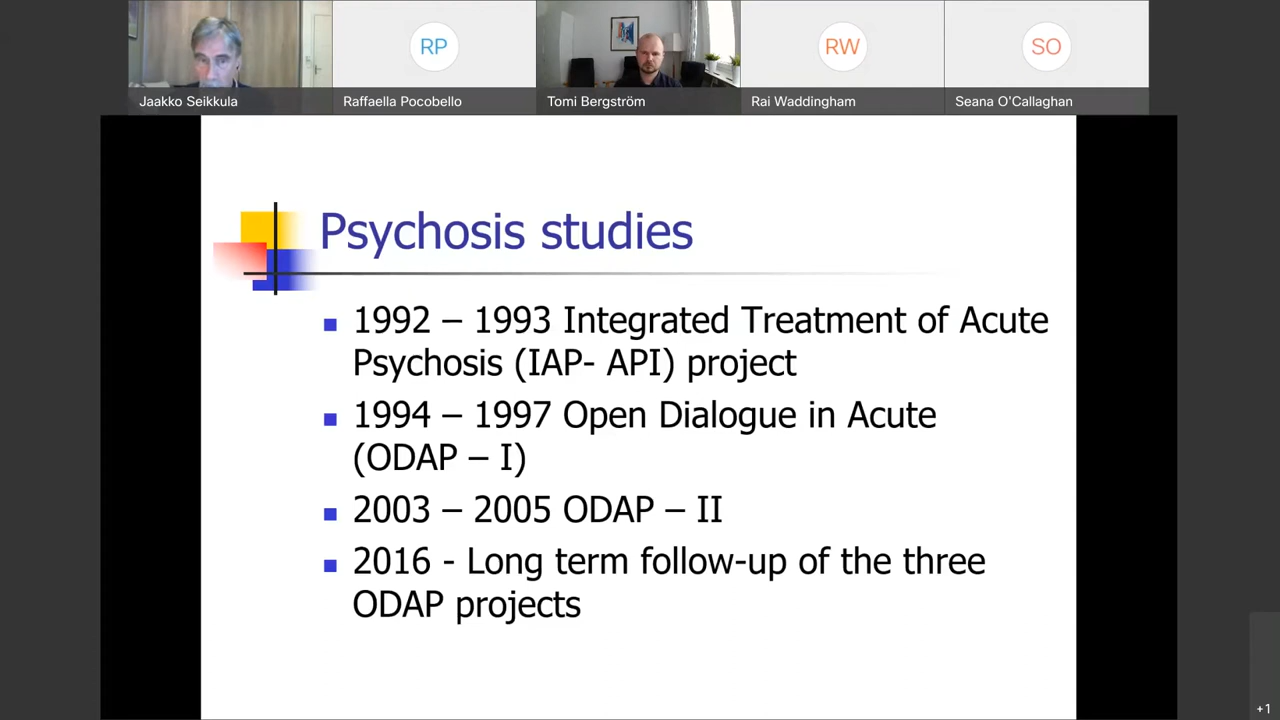 RP
RW
SO
Jaakko Seikkula
Raffaella Pocobello
Tomi Bergström
Rai Waddingham
Seana O'Callaghan
Psychosis studies
1992 – 1993 Integrated Treatment of Acute
Psychosis (IAP- API) project
1994 – 1997 Open Dialogue in Acute
(ODAP – I)
2003 – 2005 ODAP – II
2016 - Long term follow-up of the three
ODAP projects
+1